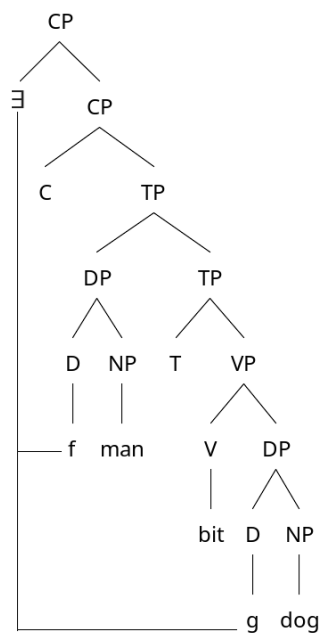 CP
∃ CP
C TP
DP TP
D NP T VP
f man V DP
bit D NP
g dog